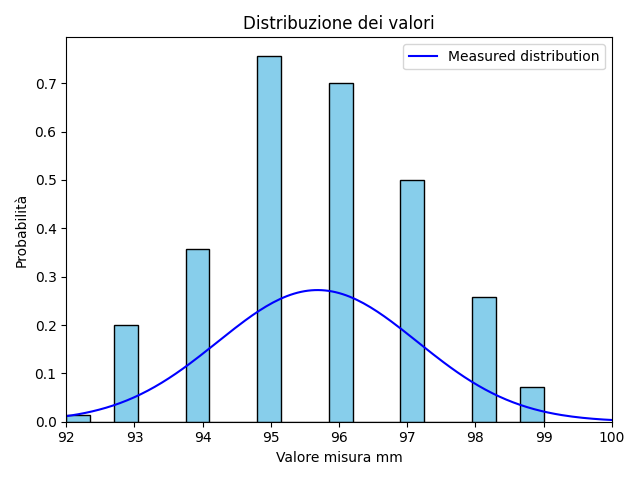 Distribuzione dei valori
Measured distribution
Probabilità
0.7
0.6
0.5
0.4
0.3
0.2
0.1
0.0
92 93 94 95 96 97 98 99 100
Valore misura mm